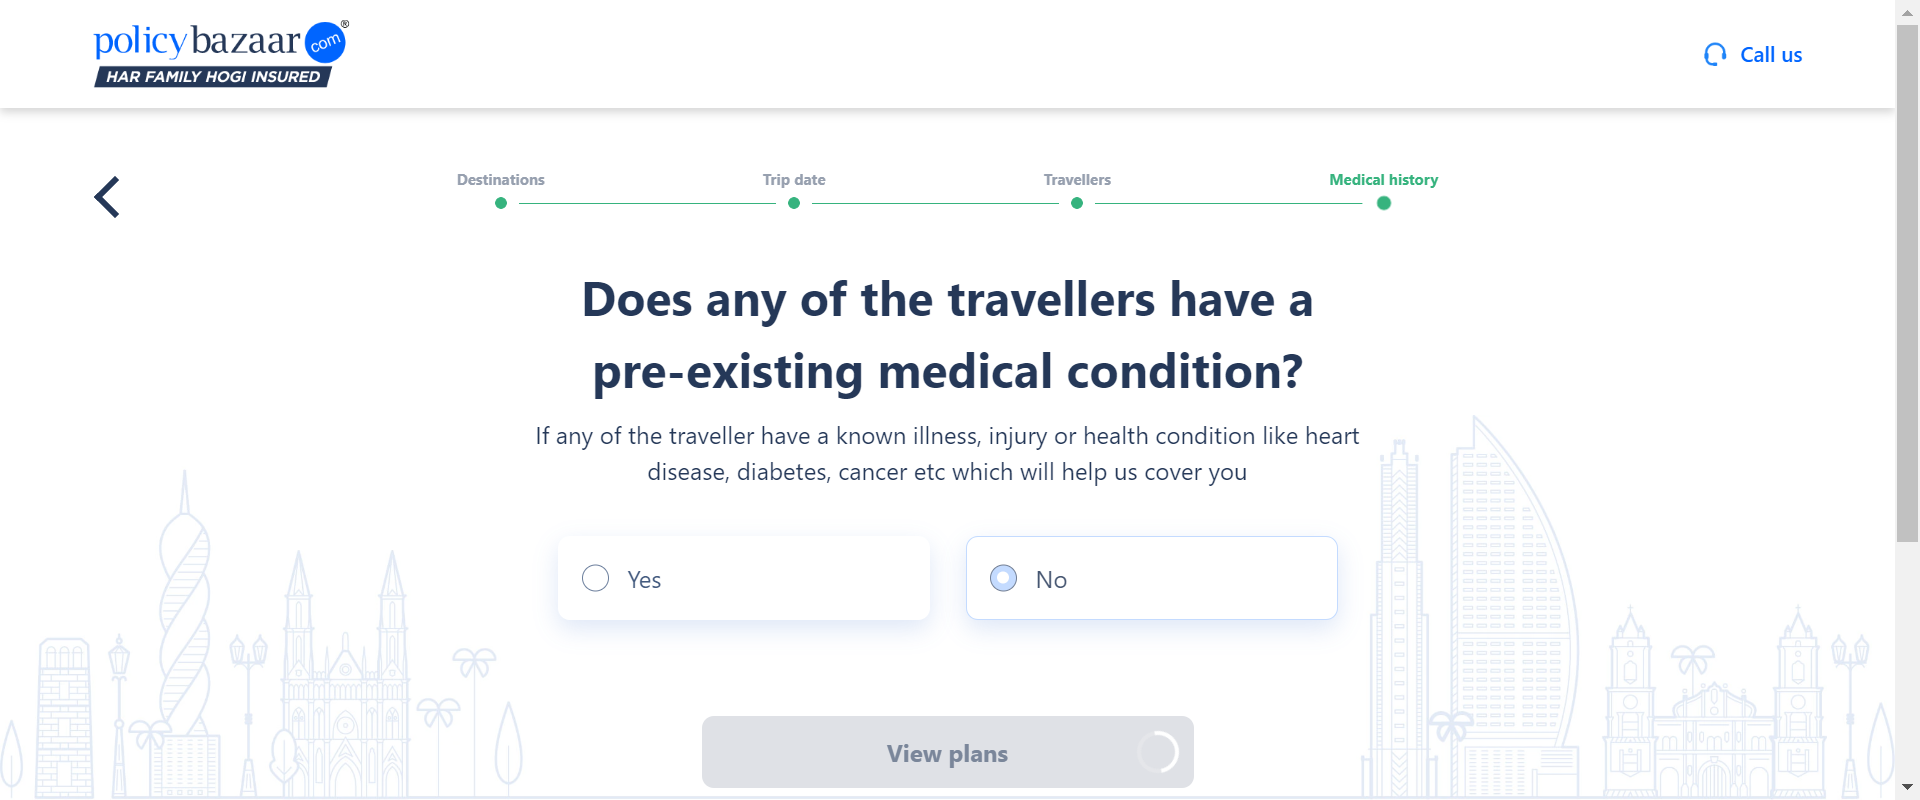 policybazaar com ®
HAR FAMILY HOGI INSURED
Call us
Destinations
Trip date
Travellers
Medical history
Does any of the travellers have a
pre-existing medical condition?
If any of the traveller have a known illness, injury or health condition like heart
disease, diabetes, cancer etc which will help us cover you
Yes
No
View plans